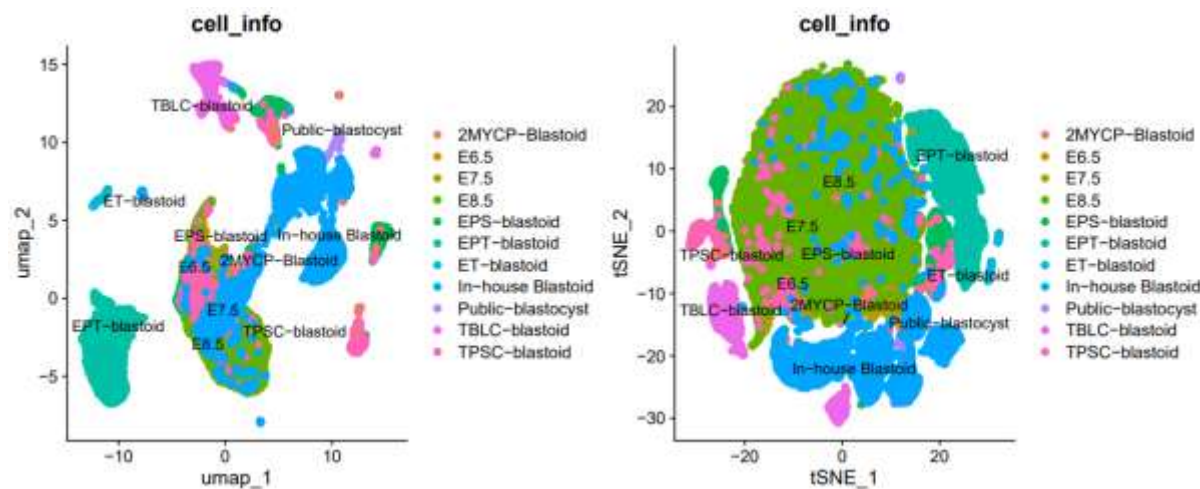 cell_info
15
10
5
0
−5
umap_2
−10
0
10
umap_1
TBLC−blastoid
Public−blastocyst
ET−blastoid
EPS−blastoid
In−house Blastoid
2MYCP−Blastoid
E6.5
E7.5
TPSC−blastoid
EPT−blastoid
E8.5
2MYCP−Blastoid
E6.5
E7.5
E8.5
EPS−blastoid
EPT−blastoid
ET−blastoid
In−house Blastoid
Public−blastocyst
TBLC−blastoid
TPSC−blastoid
cell_info
20
10
0
−10
−20
−30
tSNE_2
−20
0
20
tSNE_1
EPT−blastoid
E8.5
E7.5
TPSC−blastoid
EPS−blastoid
ET−blastoid
E6.5
TBLC−blastoid
2MYCP−Blastoid
Public−blastocyst
In−house Blastoid
2MYCP−Blastoid
E6.5
E7.5
E8.5
EPS−blastoid
EPT−blastoid
ET−blastoid
In−house Blastoid
Public−blastocyst
TBLC−blastoid
TPSC−blastoid